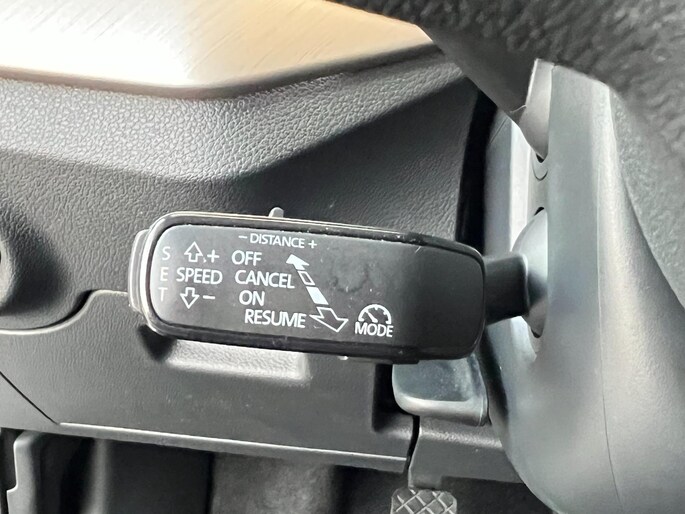 - DISTANCE +
S + OFF
E SPEED CANCEL
T - ON
RESUME
MODE